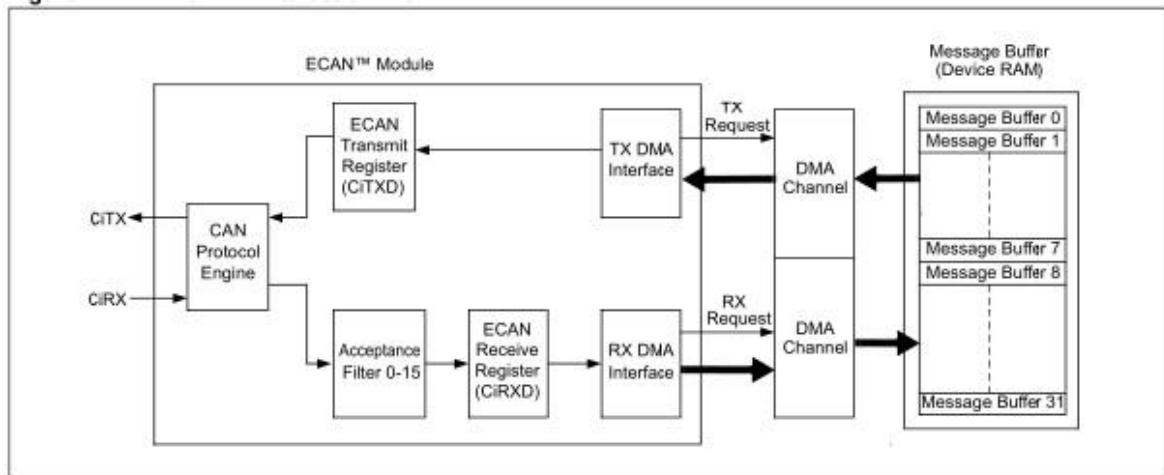 ECAN™ Module
Message Buffer
(Device RAM)
ECAN
Transmit
Register
(CiTXD)
TX DMA
Interface
TX
Request
DMA
Channel
Message Buffer 0
Message Buffer 1
Message Buffer 7
Message Buffer 8
Message Buffer 31
CiTX
CiRX
CAN
Protocol
Engine
Acceptance
Filter 0-15
ECAN
Receive
Register
(CiRXD)
RX DMA
Interface
RX
Request
DMA
Channel